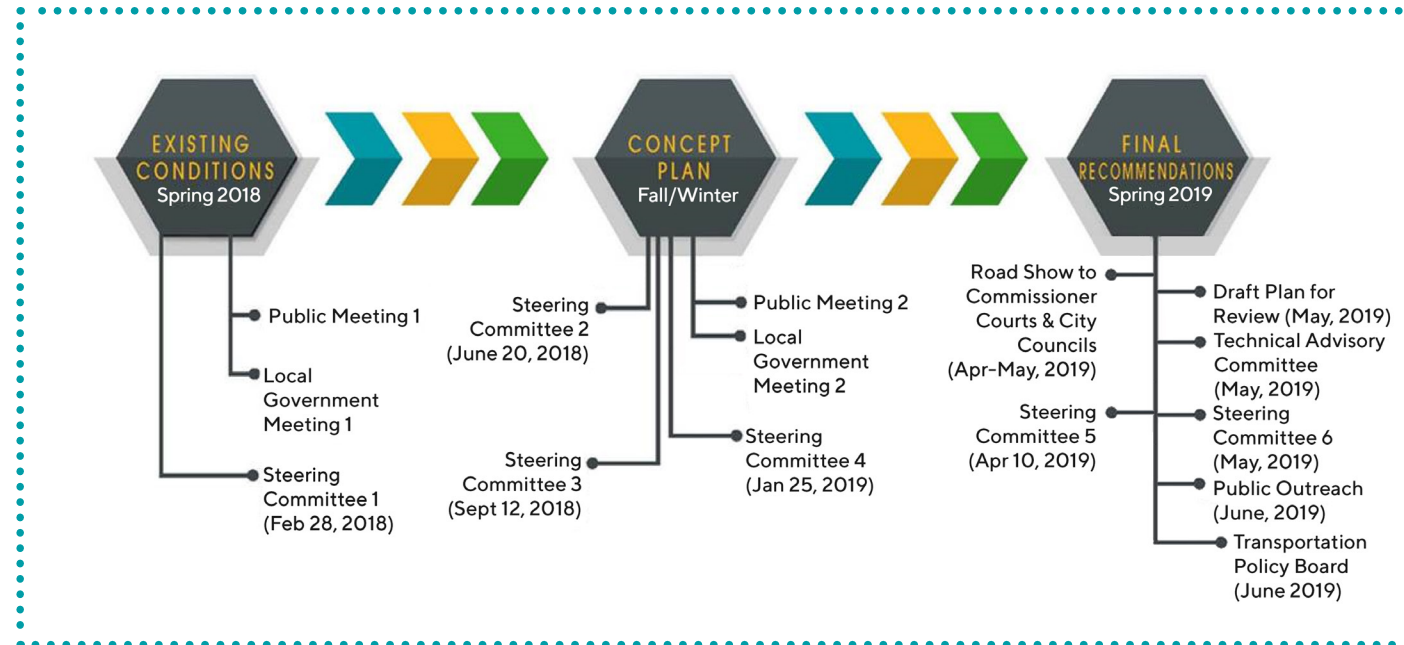 EXISTING
CONDITIONS
Spring 2018
Public Meeting 1
Local
Government
Meeting 1
Steering
Committee 1
(Feb 28, 2018)
CONCEPT
PLAN
Fall/Winter
Steering
Committee 2
(June 20, 2018)
Public Meeting 2
Local
Government
Meeting 2
Steering
Committee 3
(Sept 12, 2018)
Steering
Committee 4
(Jan 25, 2019)
FINAL
RECOMMENDATIONS
Spring 2019
Road Show to
Commissioner
Courts & City
Councils
(Apr-May, 2019)
Steering
Committee 5
(Apr 10, 2019)
Draft Plan for
Review (May, 2019)
Technical Advisory
Committee
(May, 2019)
Steering
Committee 6
(May, 2019)
Public Outreach
(June, 2019)
Transportation
Policy Board
(June 2019)